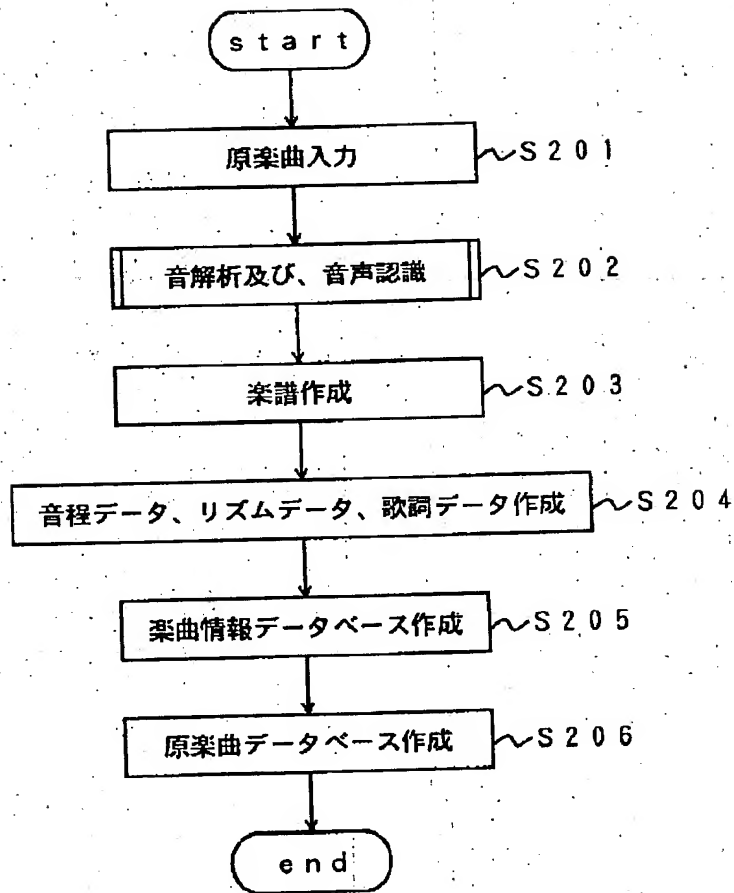 start
原楽曲入力 S201
音解析及び、音声認識 S202
楽譜作成 S203
音程データ、リズムデータ、歌詞データ作成 S204
楽曲情報データベース作成 S205
原楽曲データベース作成 S206
end